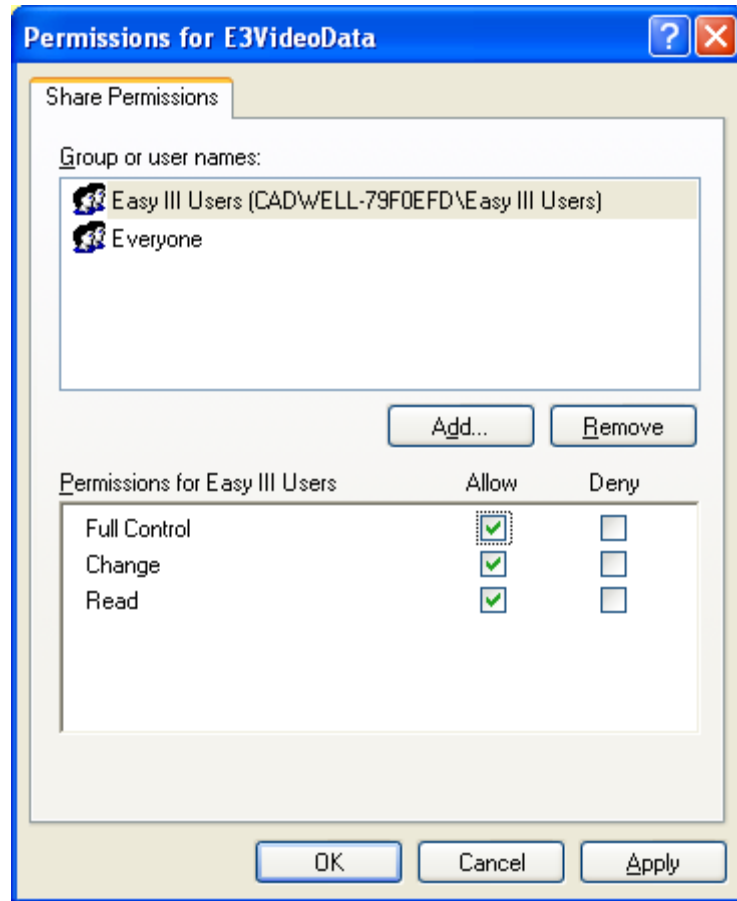 Permissions for E3VideoData
Share Permissions
Group or user names:
Easy III Users (CADWELL-79F0EFD\Easy III Users)
Everyone
Add...
Remove
Permissions for Easy III Users Allow Deny
Full Control
Change
Read
OK Cancel Apply